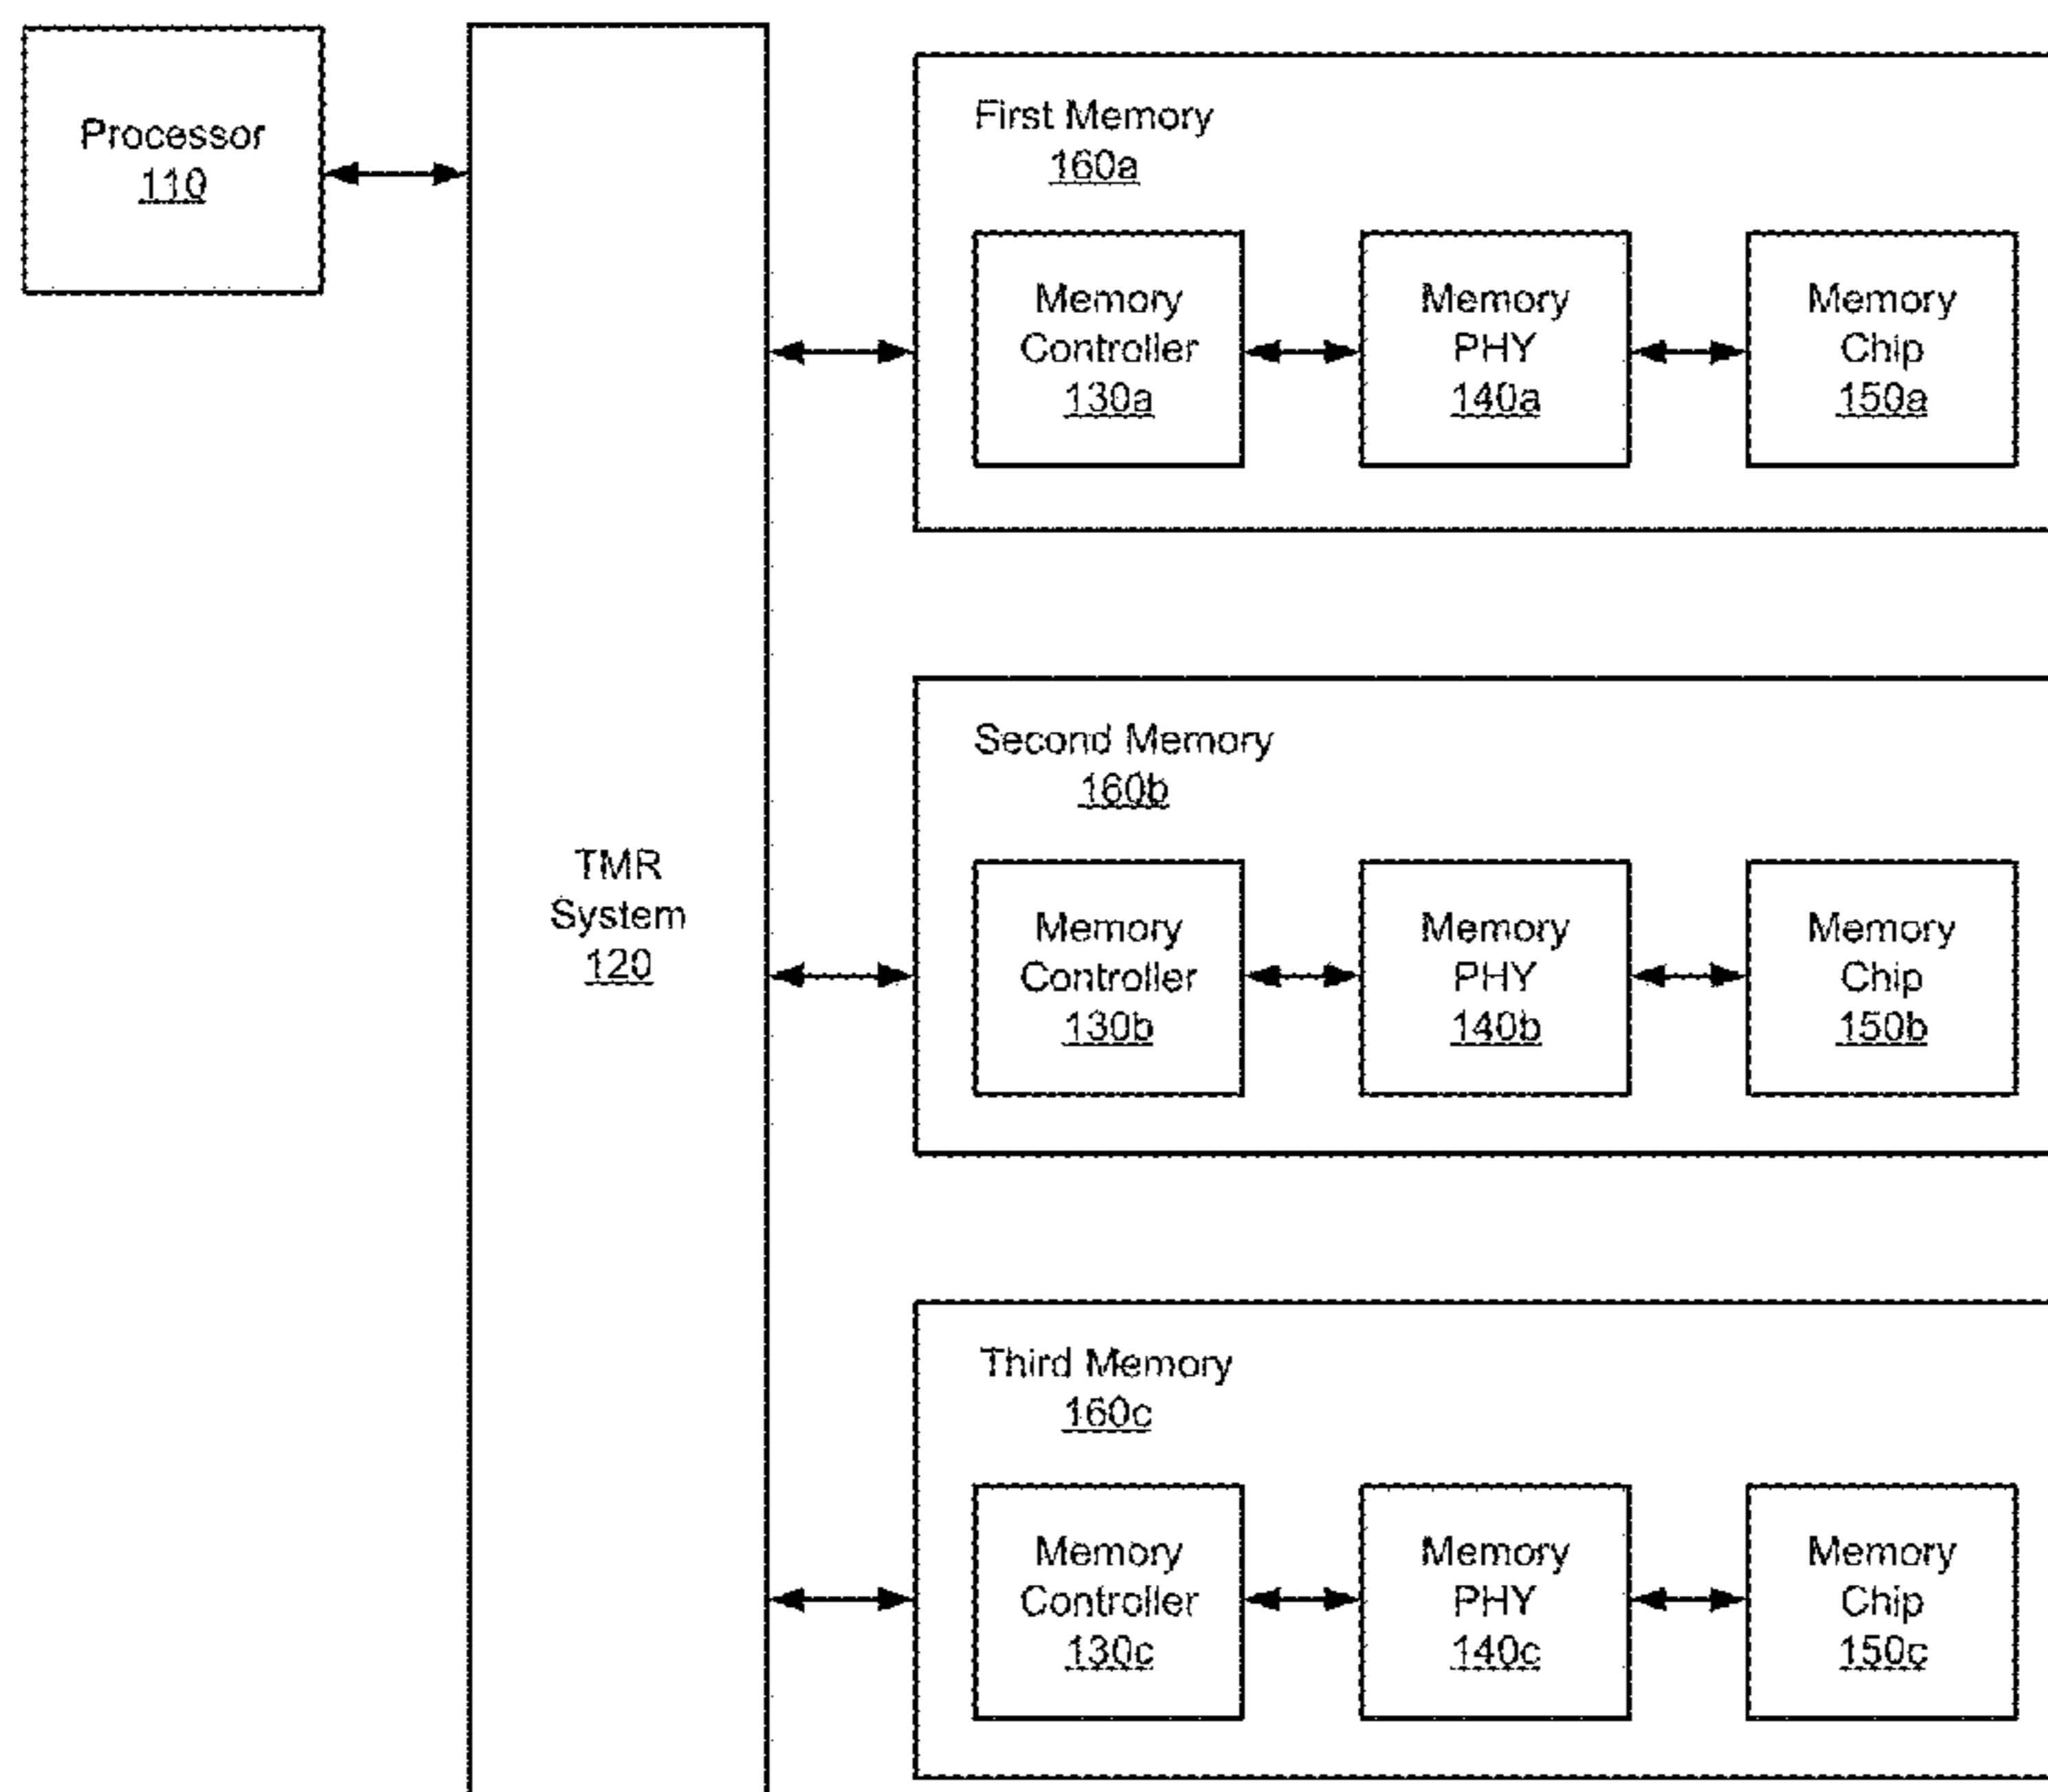 Processor
110
TMR
System
120
First Memory
160a
Memory
Controller
130a
Memory
PHY
140a
Memory
Chip
150a
Second Memory
160b
Memory
Controller
130b
Memory
PHY
140b
Memory
Chip
150b
Third Memory
160c
Memory
Controller
130c
Memory
PHY
140c
Memory
Chip
150c